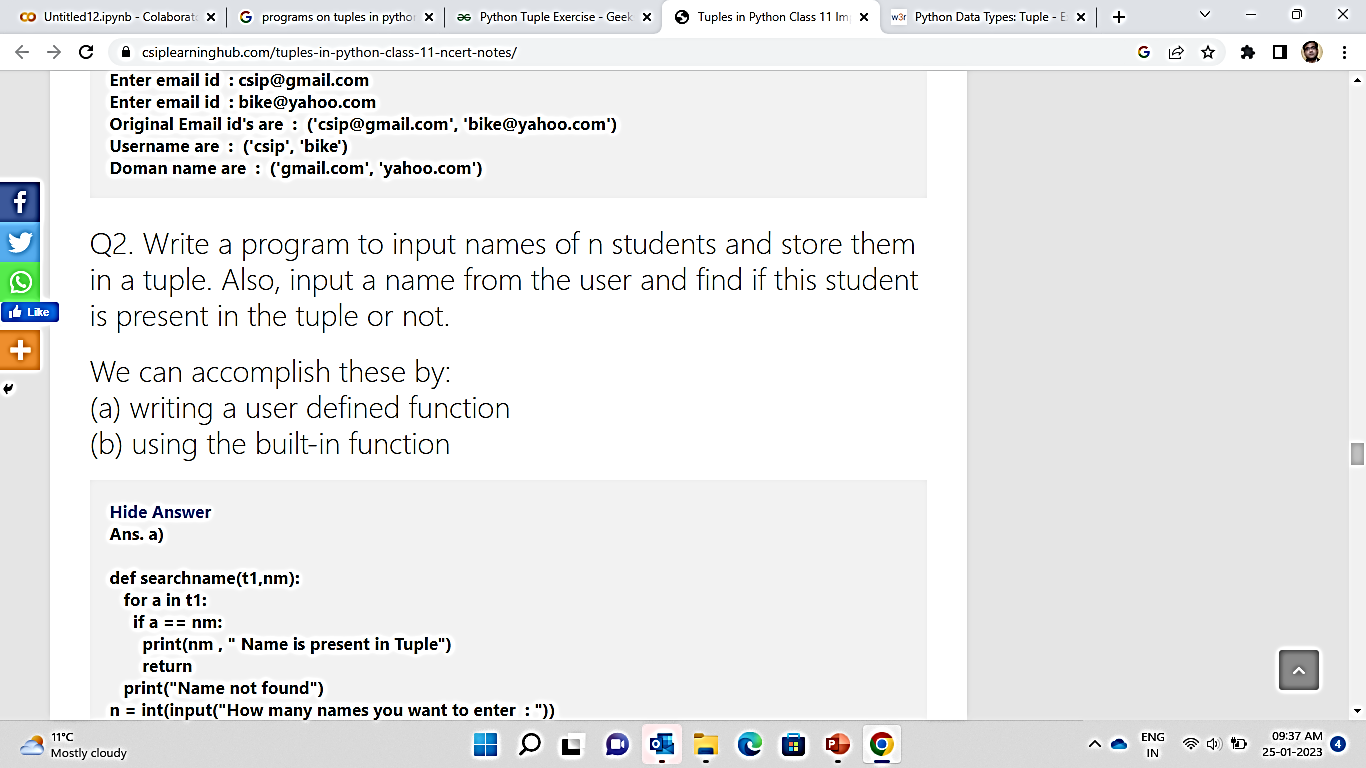 Untitled12.ipynb - Colaborat
programs on tuples in python
Python Tuple Exercise - Geek
Tuples in Python Class 11 Im
w3r Python Data Types: Tuple - E
csiplearninghub.com/tuples-in-python-class-11-ncert-notes/
Enter email id : csip@gmail.com
Enter email id : bike@yahoo.com
Original Email id's are : ('csip@gmail.com', 'bike@yahoo.com')
Username are : ('csip', 'bike')
Doman name are : ('gmail.com', 'yahoo.com')
Q2. Write a program to input names of n students and store them
in a tuple. Also, input a name from the user and find if this student
is present in the tuple or not.
Like
We can accomplish these by:
(a) writing a user defined function
(b) using the built-in function
Hide Answer
Ans. a)
def searchname(t1,nm):
for a in t1:
if a == nm:
print(nm , " Name is present in Tuple")
return
print("Name not found")
n = int(input("How many names you want to enter : "))
11°C
Mostly cloudy
ENG
IN
09:37 AM
25-01-2023
4